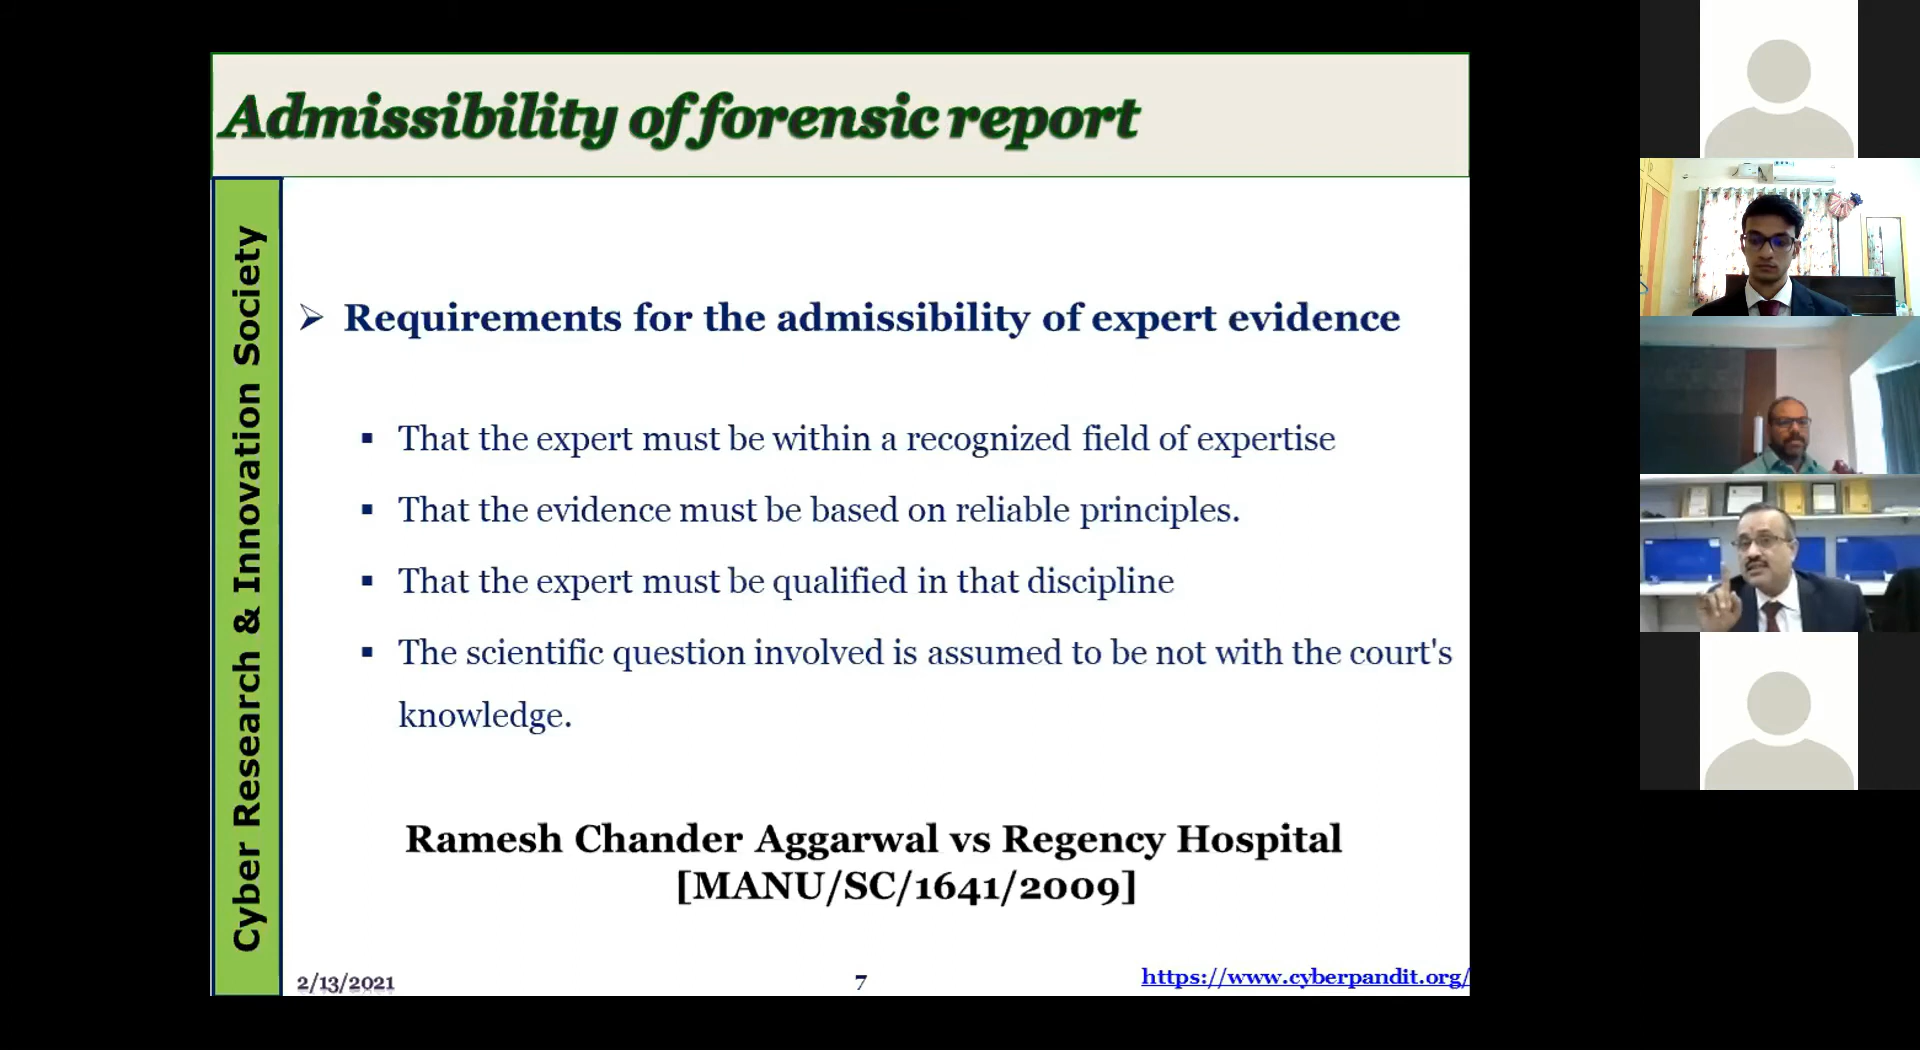 Admissibility of forensic report
Cyber Research & Innovation Society
➢ Requirements for the admissibility of expert evidence
▪ That the expert must be within a recognized field of expertise
▪ That the evidence must be based on reliable principles.
▪ That the expert must be qualified in that discipline
▪ The scientific question involved is assumed to be not with the court's
knowledge.
Ramesh Chander Aggarwal vs Regency Hospital
[MANU/SC/1641/2009]
2/13/2021
7
https://www.cyberpandit.org/